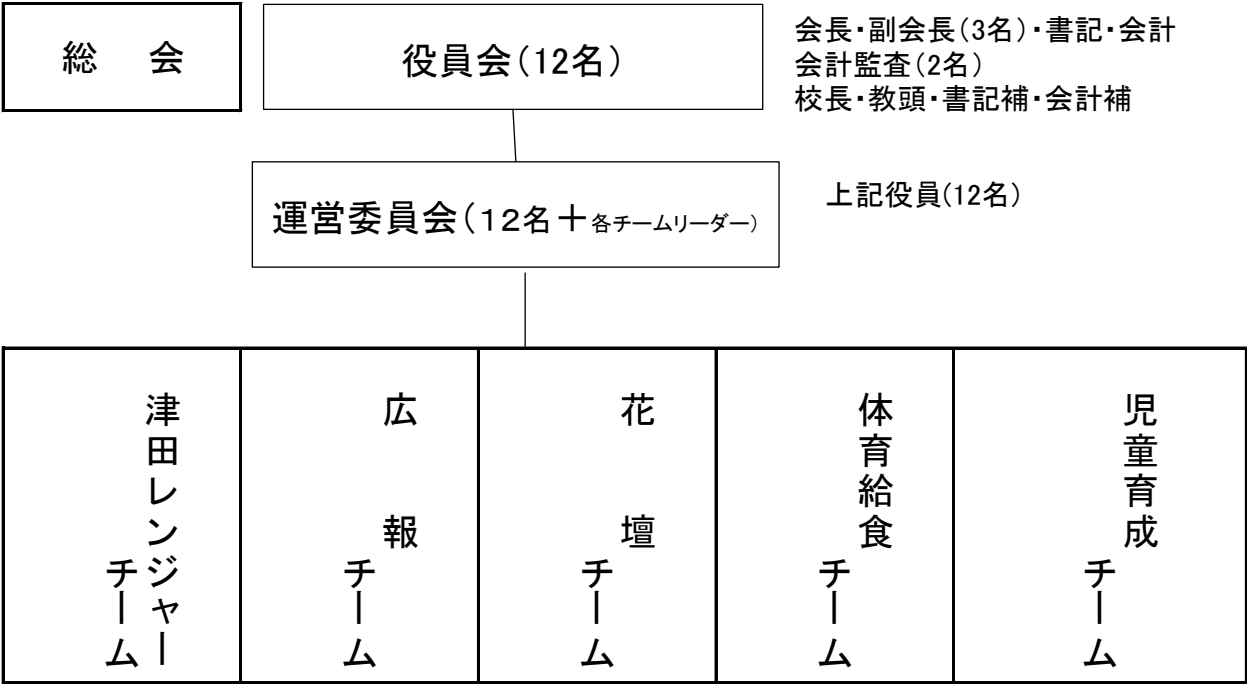 総　会
役員会(12名)
会長・副会長(3名)・書記・会計
会計監査(2名)
校長・教頭・書記補・会計補
運営委員会(12名＋各チームリーダー)
上記役員(12名)
津田レンジャー
チーム
広　報
チーム
花　壇
チーム
体育給食
チーム
児童育成
チーム